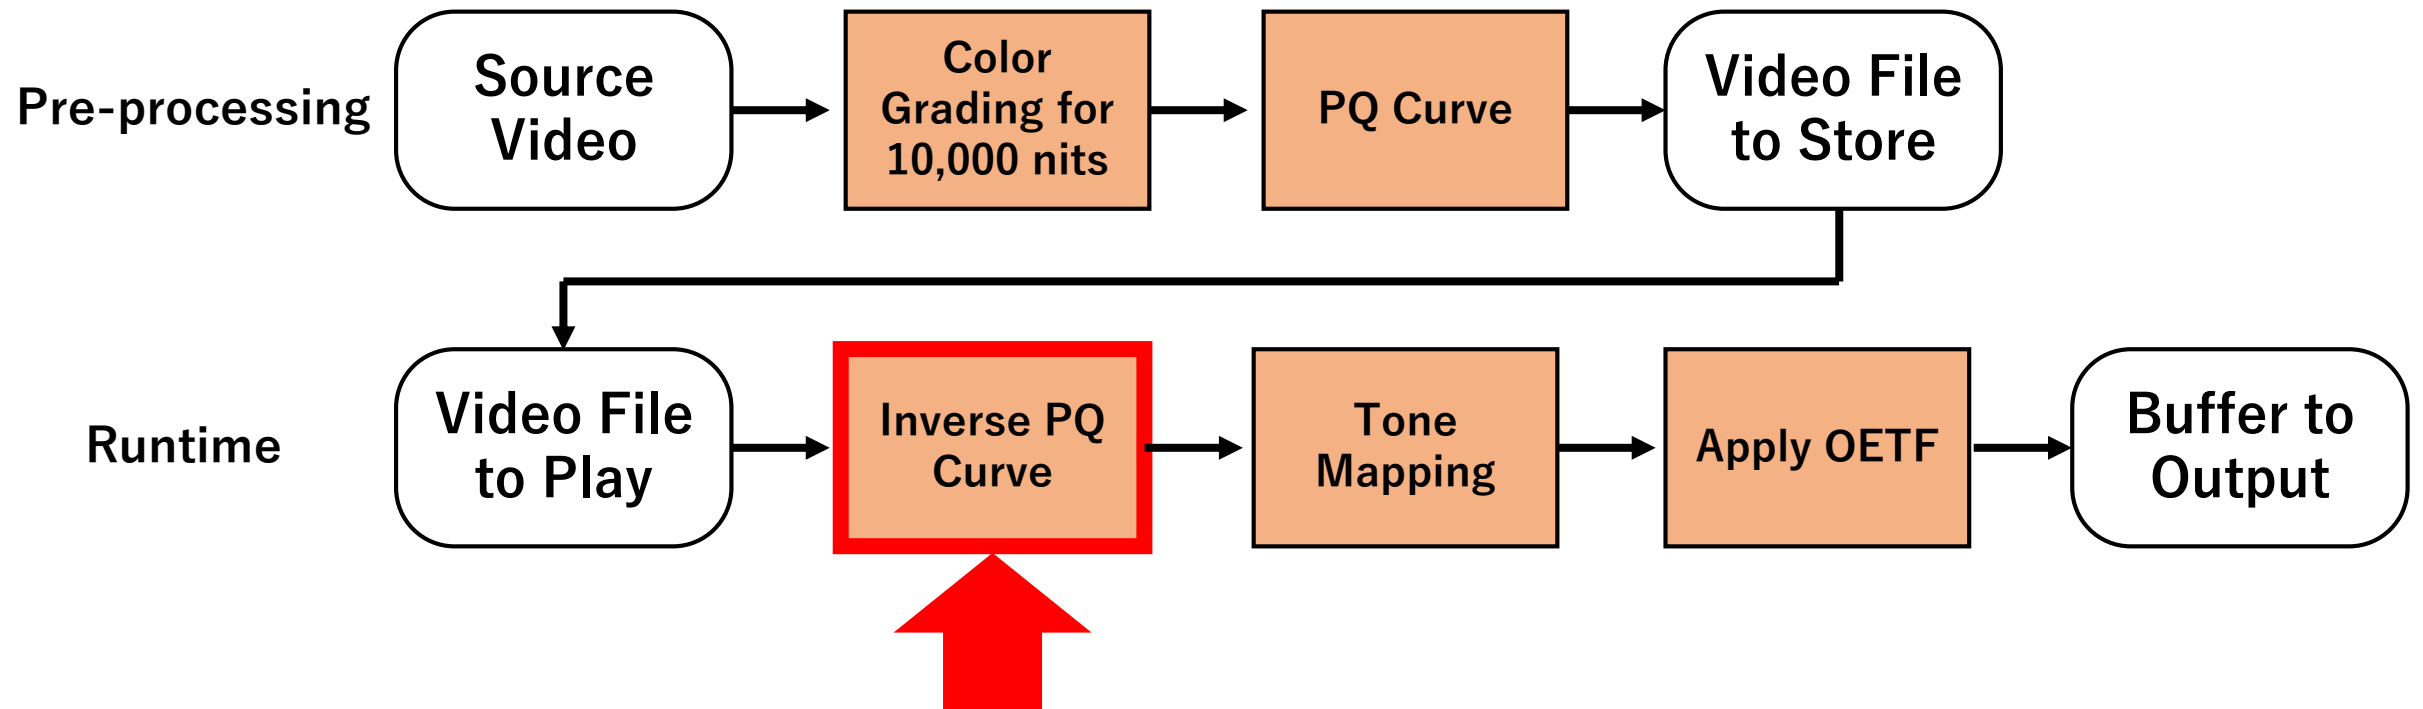 Pre-processing
Source
Video
Color
Grading for
10,000 nits
PQ Curve
Video File
to Store
Runtime
Video File
to Play
Inverse PQ
Curve
Tone
Mapping
Apply OETF
Buffer to
Output